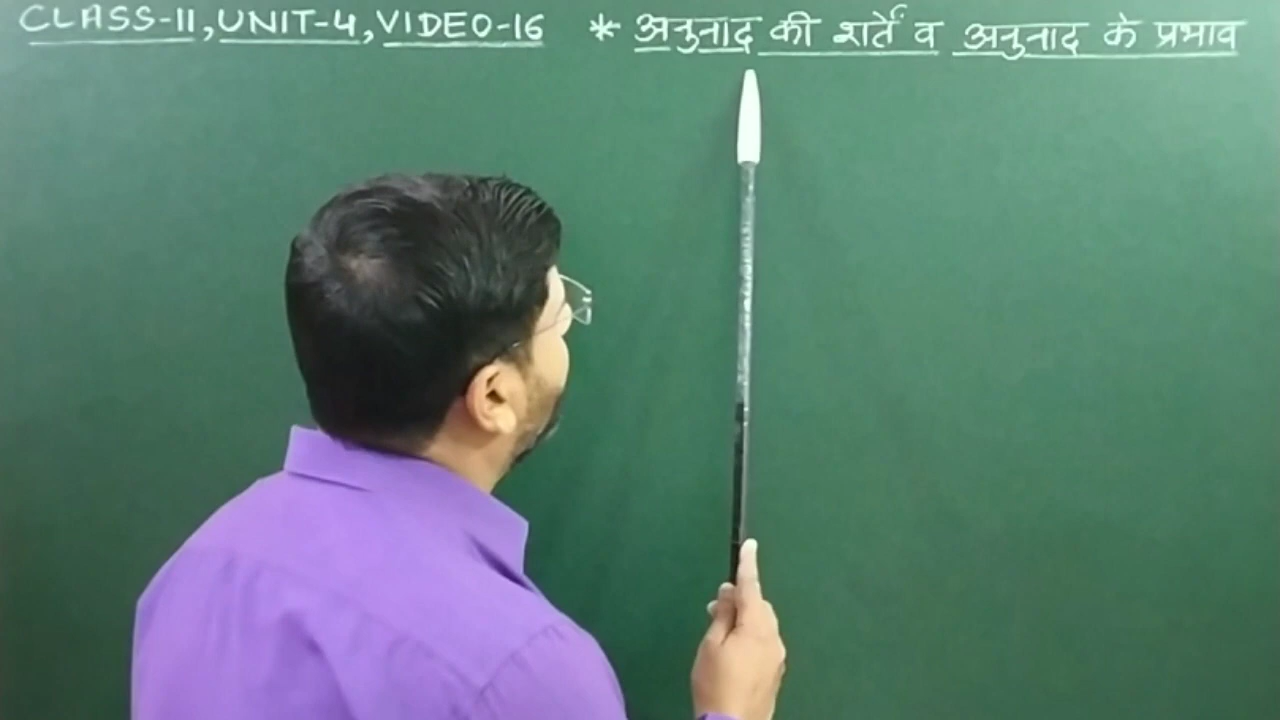 CLASS-11,UNIT-4,VIDEO-16 * अनुनाद की शर्तें व अनुनाद के प्रभाव